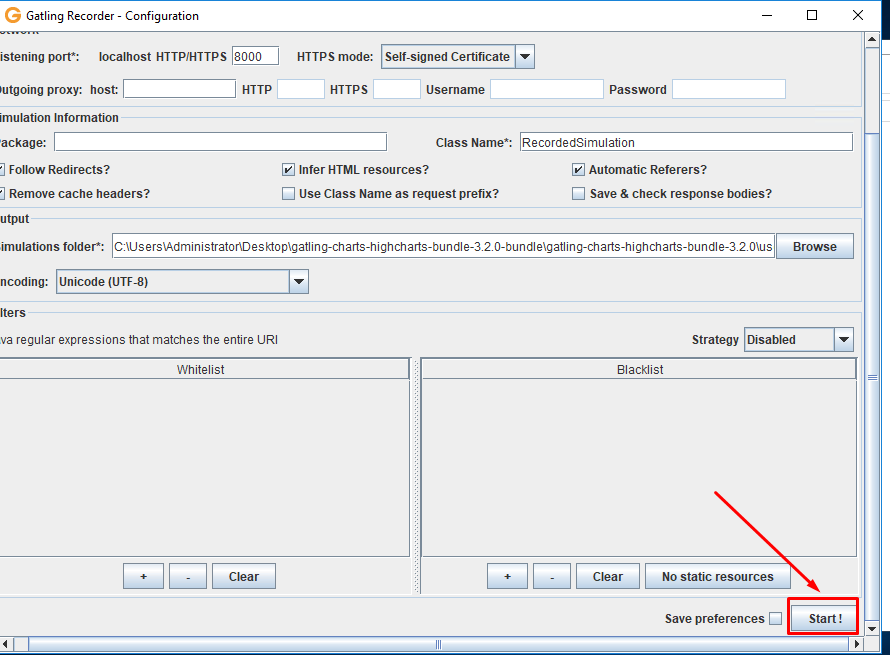 Gatling Recorder - Configuration
Network
istening port*: localhost HTTP/HTTPS 8000 HTTPS mode: Self-signed Certificate
utgoing proxy: host: HTTP HTTPS Username Password
imulation Information
ackage: Class Name*: RecordedSimulation
Follow Redirects? Infer HTML resources? Automatic Referers?
Remove cache headers? Use Class Name as request prefix? Save & check response bodies?
utput
imulations folder*: C:\Users\Administrator\Desktop\gatling-charts-highcharts-bundle-3.2.0-bundle\gatling-charts-highcharts-bundle-3.2.0\us Browse
ncoding: Unicode (UTF-8)
lters
va regular expressions that matches the entire URI Strategy Disabled
Whitelist Blacklist
+ - Clear + - Clear No static resources
Save preferences Start !